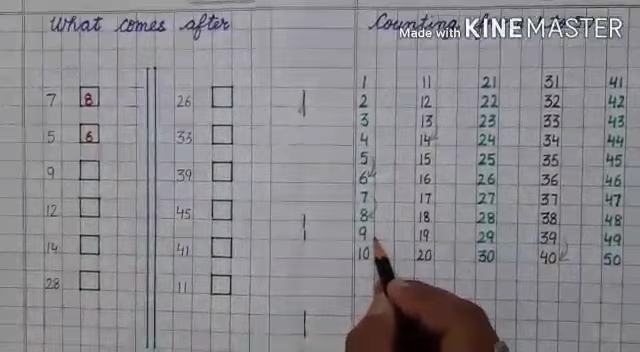 What comes after
7 8
5 6
9
12
14
28
26
33
39
45
41
11
Counting
Made with KINEMASTER
1 11 21 31 41
2 12 22 32 42
3 13 23 33 43
4 14 24 34 44
5 15 25 35 45
6 16 26 36 46
7 17 27 37 47
8 18 28 38 48
9 19 29 39 49
10 20 30 40 50